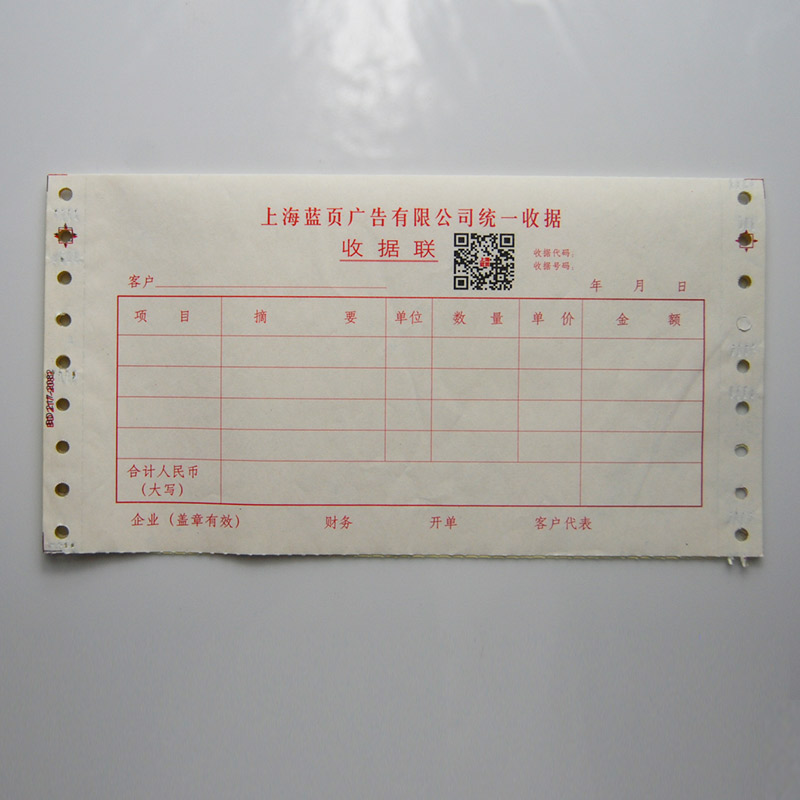 上海蓝页广告有限公司统一收据
收据联
收据代码:
收据号码:
客户
年 月 日
项目 摘要 单位 数量 单价 金额
合计人民币
（大写）
企业（盖章有效） 财务 开单 客户代表